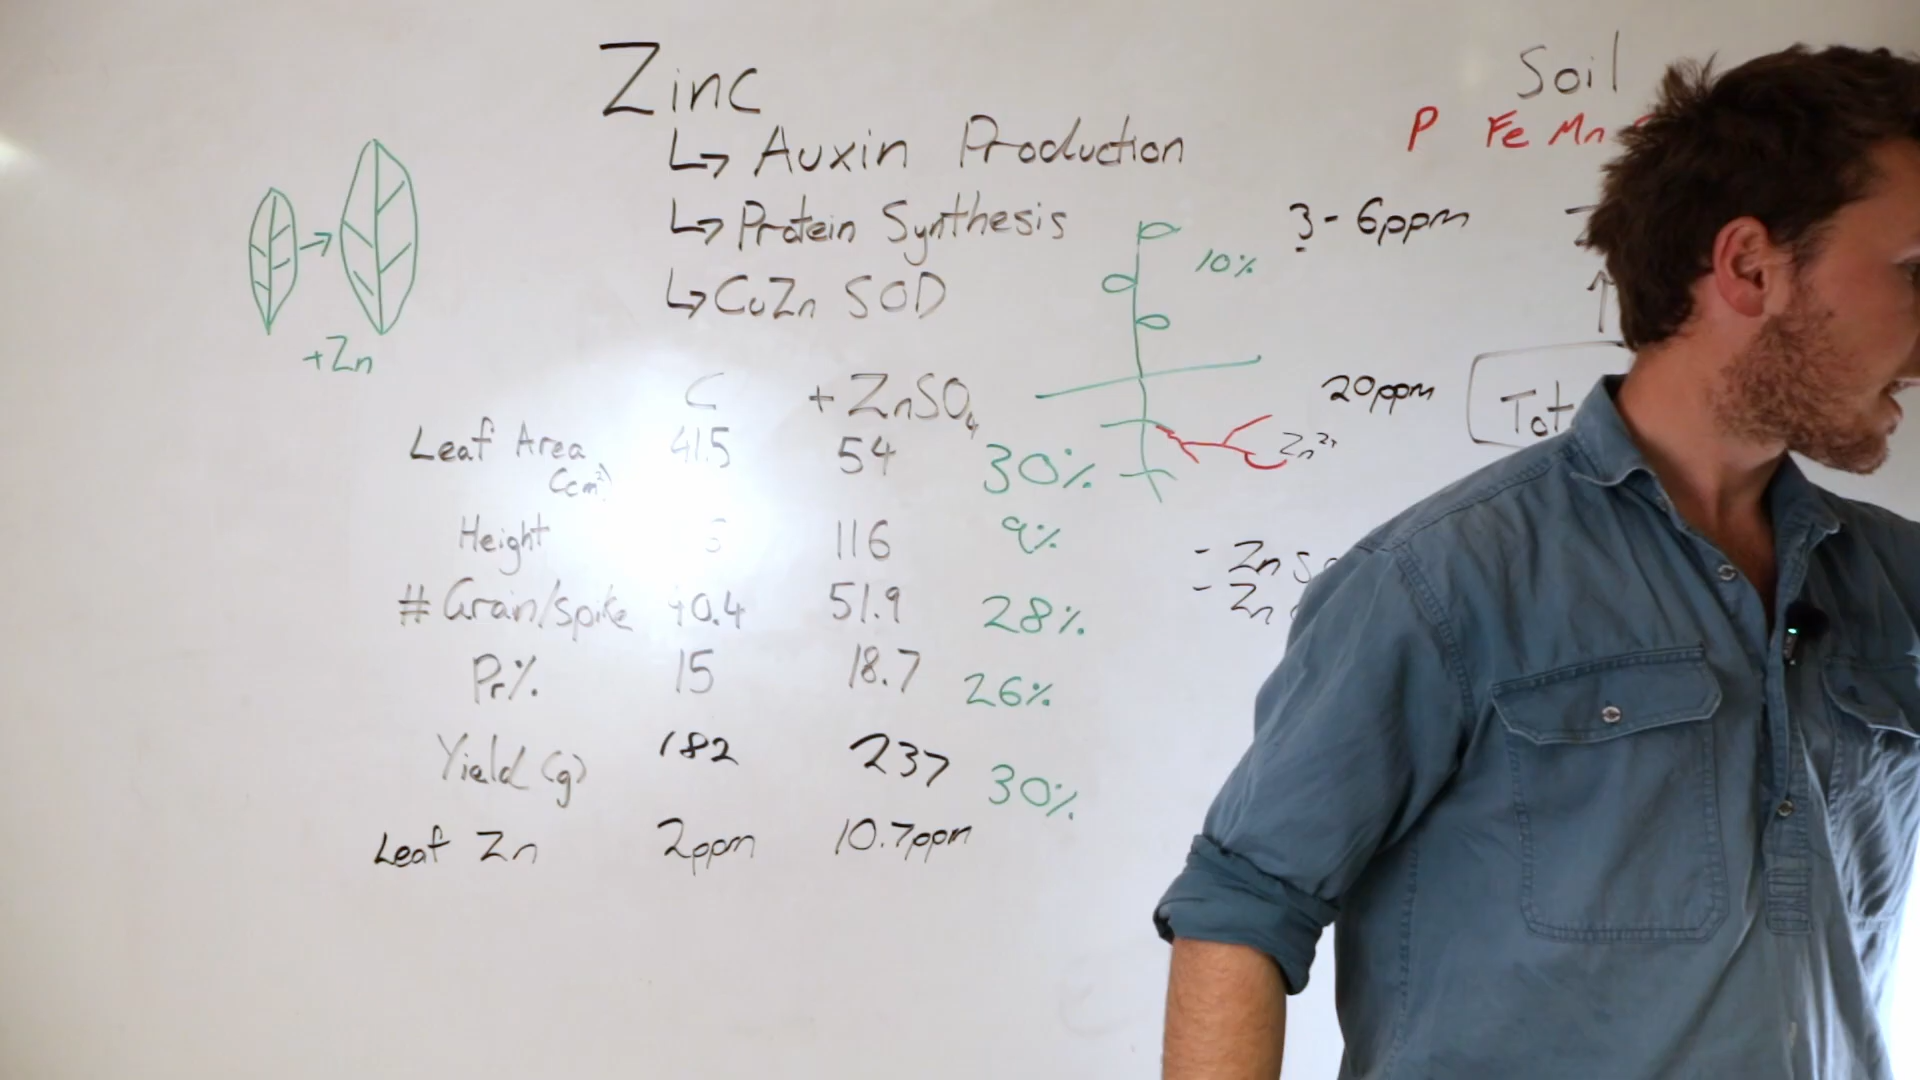 Zinc
↳ Auxin Production
↳ Protein Synthesis
↳ CuZn SOD
+Zn
C + ZnSO₄
Leaf Area (cm²) 41.5 54 30%
Height 116 9%
# Grain/spike 40.4 51.9 28%
Pr% 15 18.7 26%
Yield (g) 182 237 30%
Leaf Zn 2ppm 10.7ppm
10%
Zn²⁺
Soil
P Fe Mn
3 - 6ppm
20ppm
- Zn
- Zn